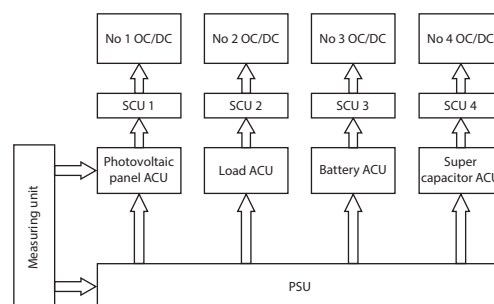 No 1 OC/DC
No 2 OC/DC
No 3 OC/DC
No 4 OC/DC
SCU 1
SCU 2
SCU 3
SCU 4
Photovoltaic
panel ACU
Load ACU
Battery ACU
Super
capacitor ACU
Measuring unit
PSU